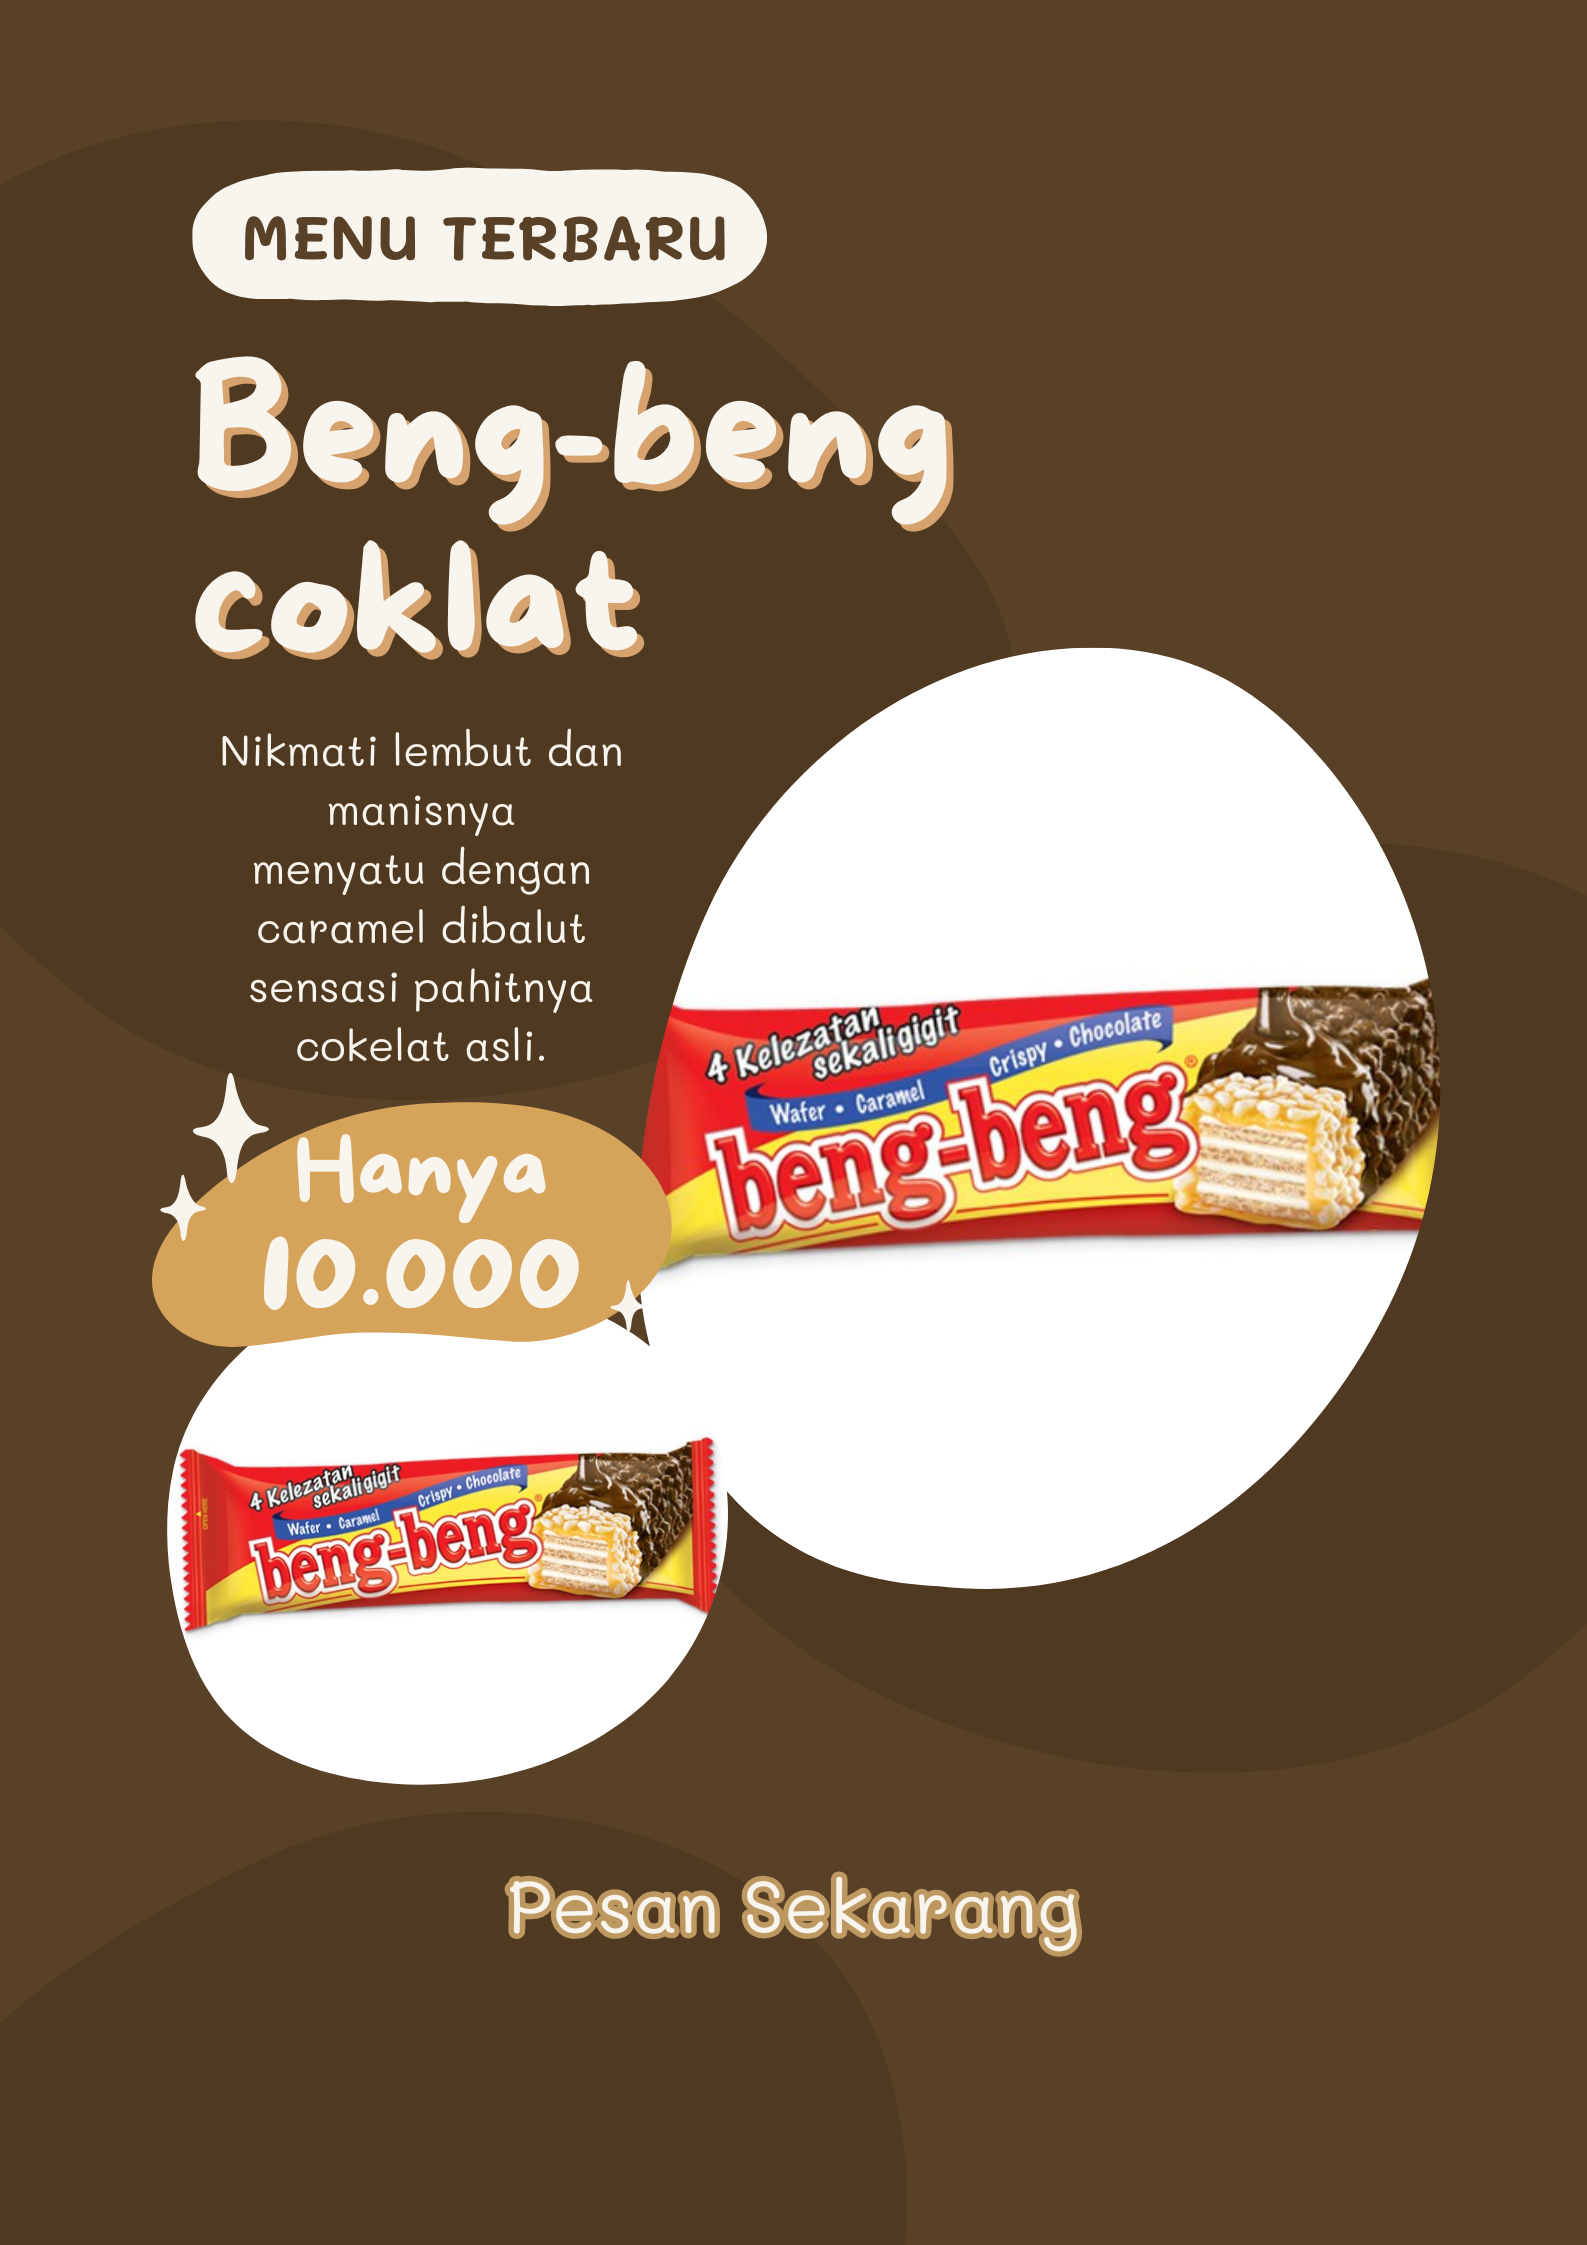 MENU TERBARU
Beng-beng
coklat
Nikmati lembut dan
manisnya
menyatu dengan
caramel dibalut
sensasi pahitnya
cokelat asli.
Hanya
10.000
4 Kelezatan
sekaligigit
Wafer • Caramel Crispy • Chocolate
beng-beng®
OPEN HERE
4 Kelezatan
sekaligigit
Wafer • Caramel Crispy • Chocolate
beng-beng®
Pesan Sekarang